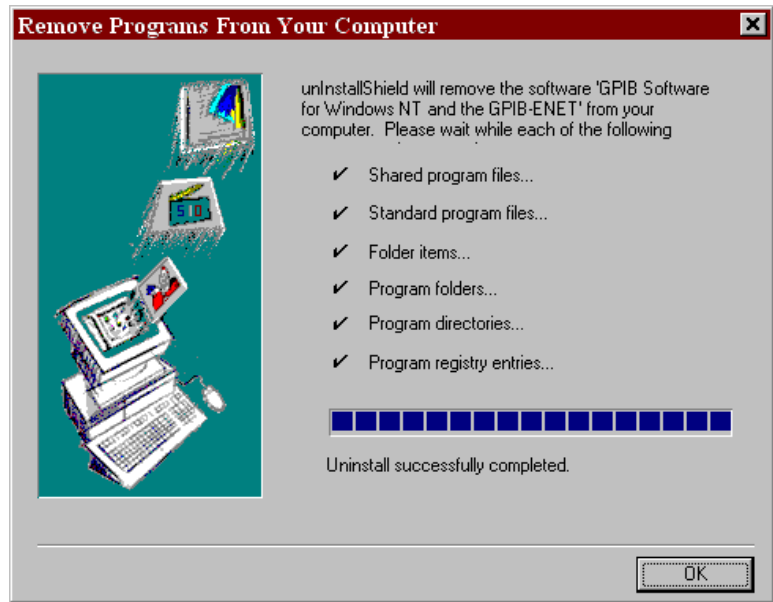 Remove Programs From Your Computer
unInstallShield will remove the software 'GPIB Software
for Windows NT and the GPIB-ENET' from your
computer. Please wait while each of the following
✔ Shared program files...
✔ Standard program files...
✔ Folder items...
✔ Program folders...
✔ Program directories...
✔ Program registry entries...
Uninstall successfully completed.
OK